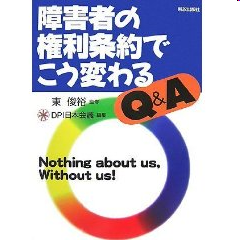 障害者の
権利条約で
こう変わる
Q&A
東 俊裕 監修
DPI日本会議 編集
Nothing about us,
Without us!